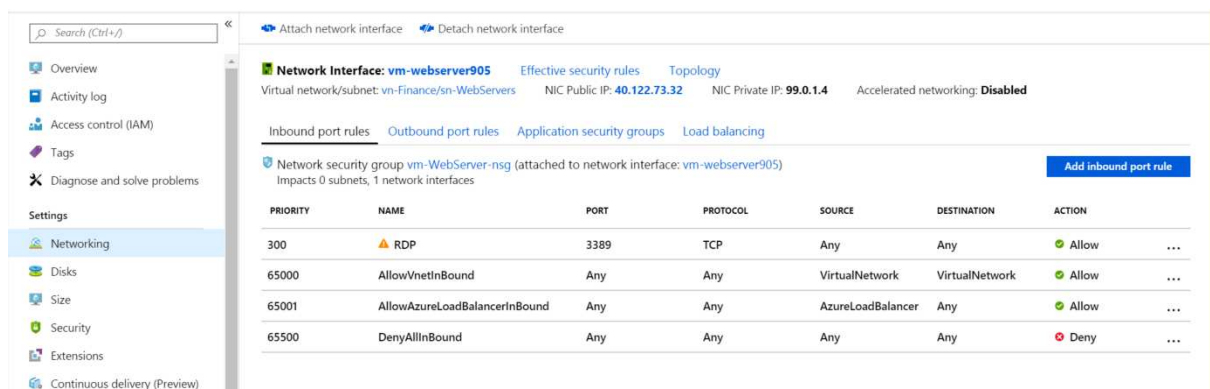 Search (Ctrl+/)
«
Overview
Activity log
Access control (IAM)
Tags
Diagnose and solve problems
Settings
Networking
Disks
Size
Security
Extensions
Continuous delivery (Preview)
Attach network interface Detach network interface
Network Interface: vm-webserver905 Effective security rules Topology
Virtual network/subnet: vn-Finance/sn-WebServers NIC Public IP: 40.122.73.32 NIC Private IP: 99.0.1.4 Accelerated networking: Disabled
Inbound port rules Outbound port rules Application security groups Load balancing
Network security group vm-WebServer-nsg (attached to network interface: vm-webserver905)
Impacts 0 subnets, 1 network interfaces
Add inbound port rule
PRIORITY NAME PORT PROTOCOL SOURCE DESTINATION ACTION
300 RDP 3389 TCP Any Any Allow ...
65000 AllowVnetInBound Any Any VirtualNetwork VirtualNetwork Allow ...
65001 AllowAzureLoadBalancerInBound Any Any AzureLoadBalancer Any Allow ...
65500 DenyAllInBound Any Any Any Any Deny ...